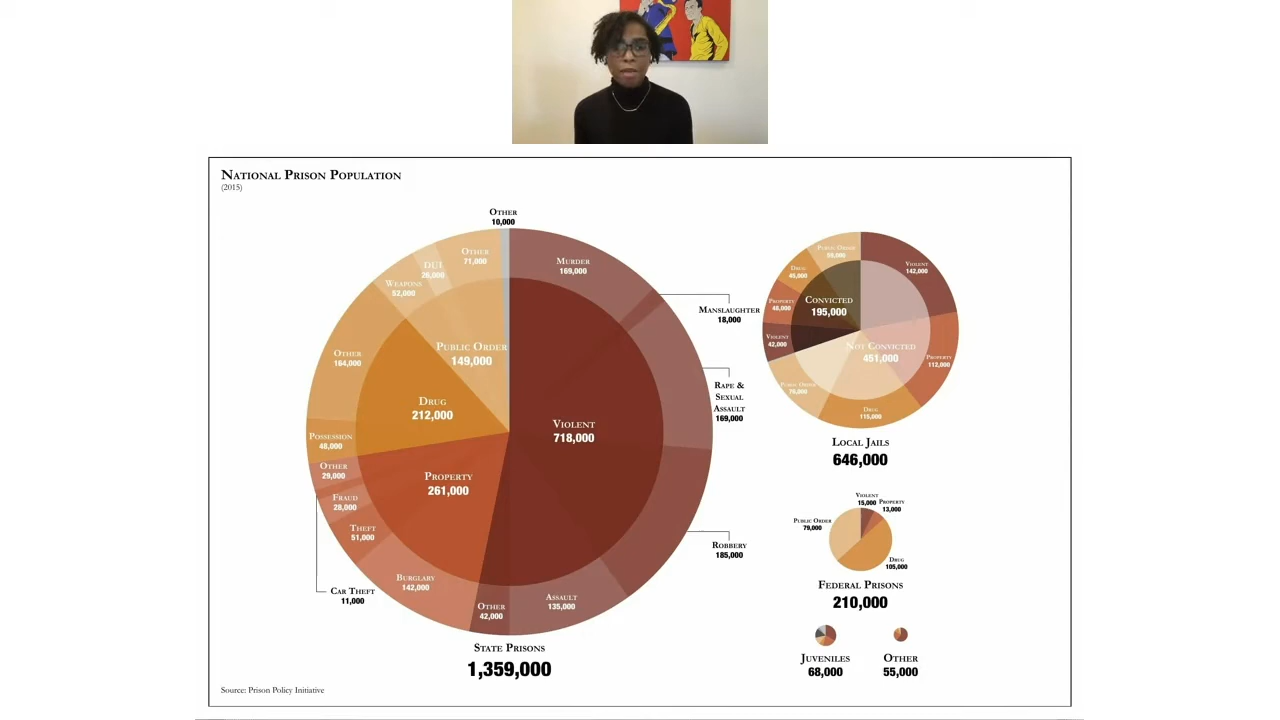 NATIONAL PRISON POPULATION
(2015)
OTHER
10,000
MURDER
169,000
MANSLAUGHTER
18,000
RAPE &
SEXUAL
ASSAULT
169,000
ROBBERY
185,000
ASSAULT
135,000
OTHER
42,000
VIOLENT
718,000
BURGLARY
142,000
THEFT
51,000
CAR THEFT
11,000
FRAUD
28,000
OTHER
29,000
PROPERTY
261,000
POSSESSION
OTHER
164,000
DRUG
212,000
WEAPONS
52,000
DUI
26,000
OTHER
71,000
PUBLIC ORDER
149,000
STATE PRISONS
1,359,000
PUBLIC ORDER
DRUG
PROPERTY
VIOLENT
42,000
CONVICTED
195,000
VIOLENT
142,000
PROPERTY
112,000
DRUG
115,000
PUBLIC ORDER
NOT CONVICTED
451,000
LOCAL JAILS
646,000
VIOLENT
15,000
PROPERTY
13,000
PUBLIC ORDER
79,000
DRUG
105,000
FEDERAL PRISONS
210,000
JUVENILES
68,000
OTHER
55,000
Source: Prison Policy Initiative